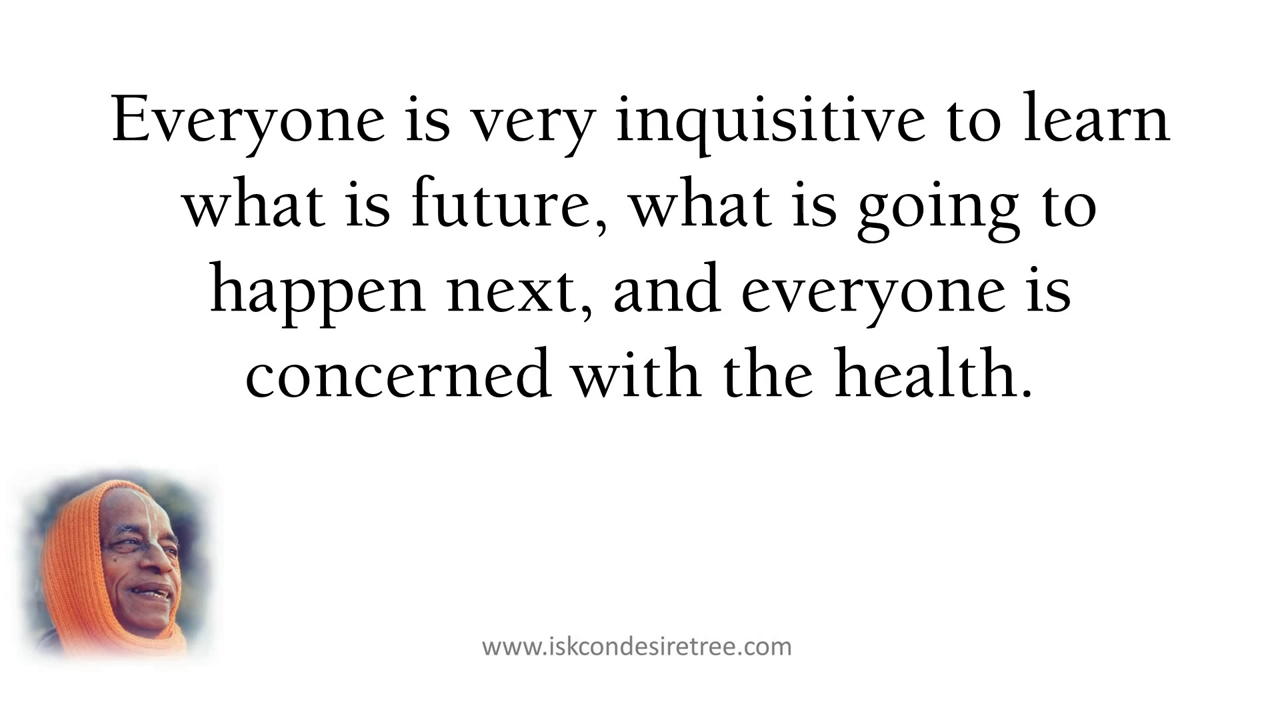 Everyone is very inquisitive to learn
what is future, what is going to
happen next, and everyone is
concerned with the health.
www.iskcondesiretree.com